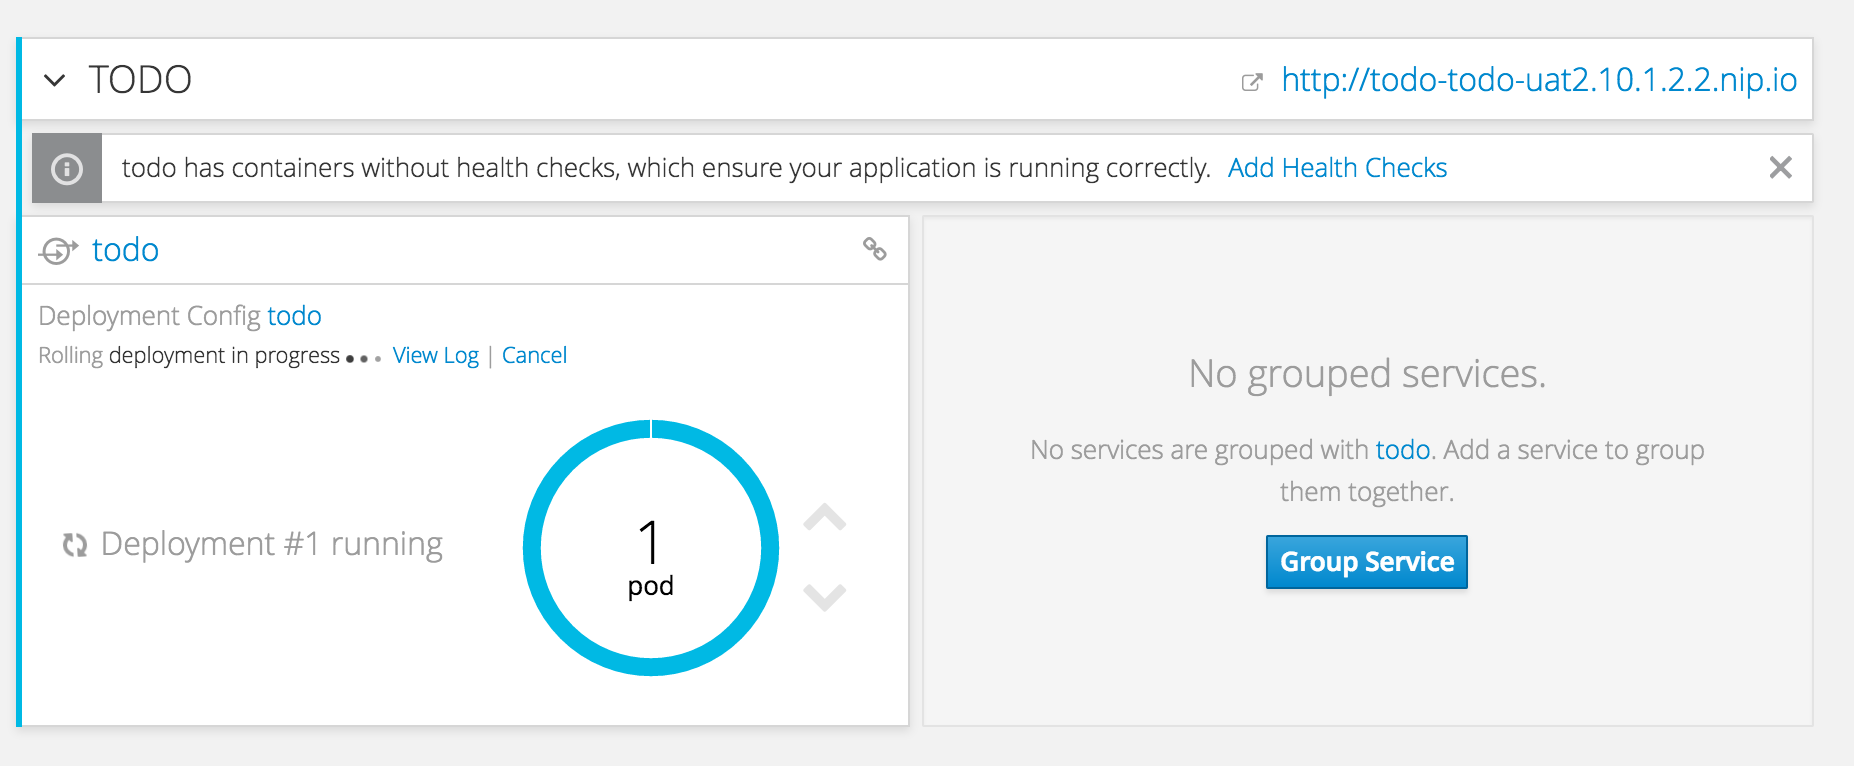 TODO
http://todo-todo-uat2.10.1.2.2.nip.io
todo has containers without health checks, which ensure your application is running correctly. Add Health Checks
todo
Deployment Config todo
Rolling deployment in progress View Log | Cancel
Deployment #1 running
1
pod
No grouped services.
No services are grouped with todo. Add a service to group
them together.
Group Service